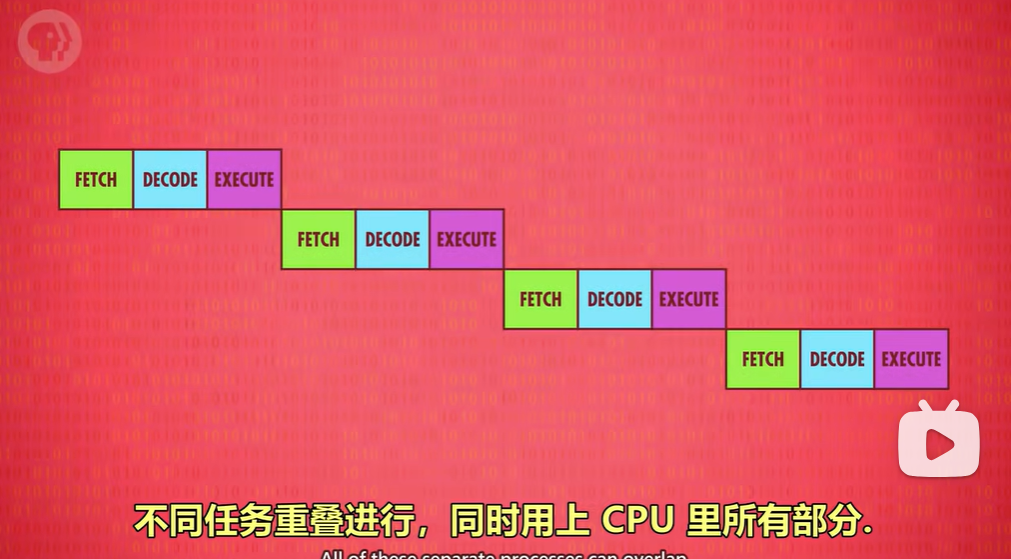 FETCH DECODE EXECUTE
FETCH DECODE EXECUTE
FETCH DECODE EXECUTE
FETCH DECODE EXECUTE
不同任务重叠进行，同时用上 CPU 里所有部分.
All of these separate processes can overlap